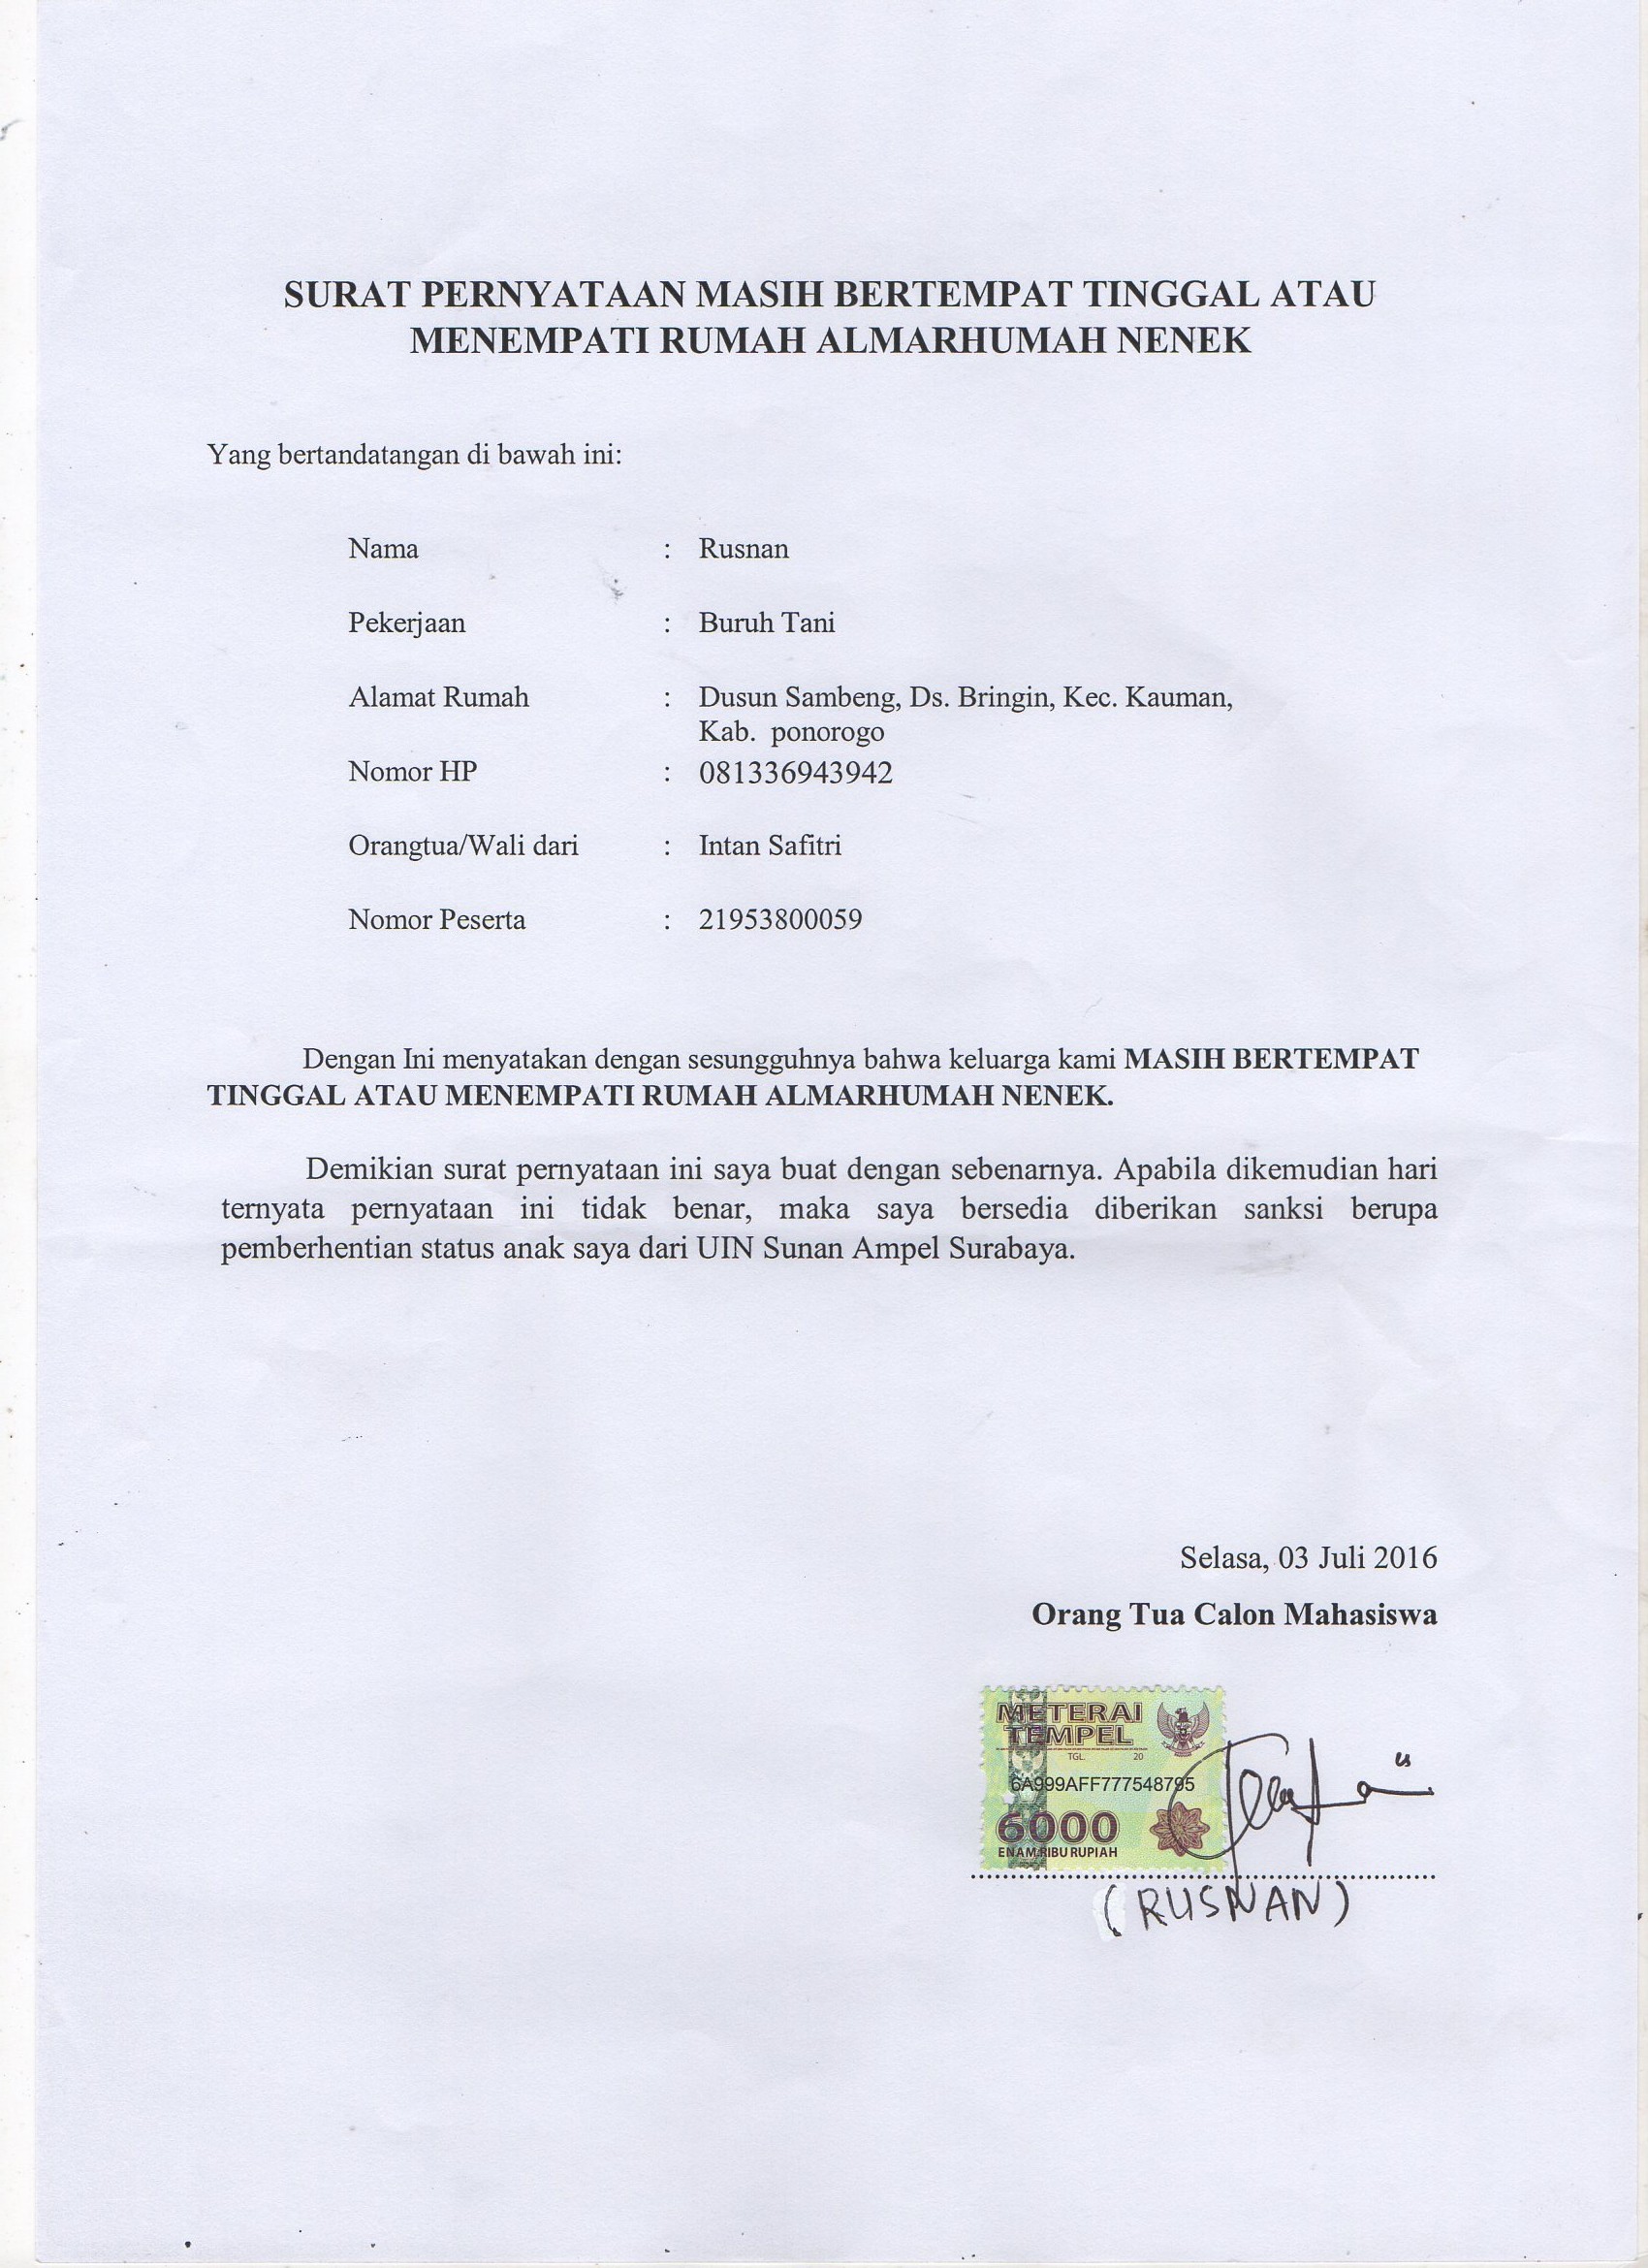 SURAT PERNYATAAN MASIH BERTEMPAT TINGGAL ATAU
MENEMPATI RUMAH ALMARHUMAH NENEK
Yang bertandatangan di bawah ini:
Nama : Rusnan
Pekerjaan : Buruh Tani
Alamat Rumah : Dusun Sambeng, Ds. Bringin, Kec. Kauman,
Kab. ponorogo
Nomor HP : 081336943942
Orangtua/Wali dari : Intan Safitri
Nomor Peserta : 21953800059
Dengan Ini menyatakan dengan sesungguhnya bahwa keluarga kami MASIH BERTEMPAT
TINGGAL ATAU MENEMPATI RUMAH ALMARHUMAH NENEK.
Demikian surat pernyataan ini saya buat dengan sebenarnya. Apabila dikemudian hari
ternyata pernyataan ini tidak benar, maka saya bersedia diberikan sanksi berupa
pemberhentian status anak saya dari UIN Sunan Ampel Surabaya.
Selasa, 03 Juli 2016
Orang Tua Calon Mahasiswa
METERAI
TEMPEL
TGL. 20
6A999AFF777548795
6000
ENAM RIBU RUPIAH
(RUSNAN)